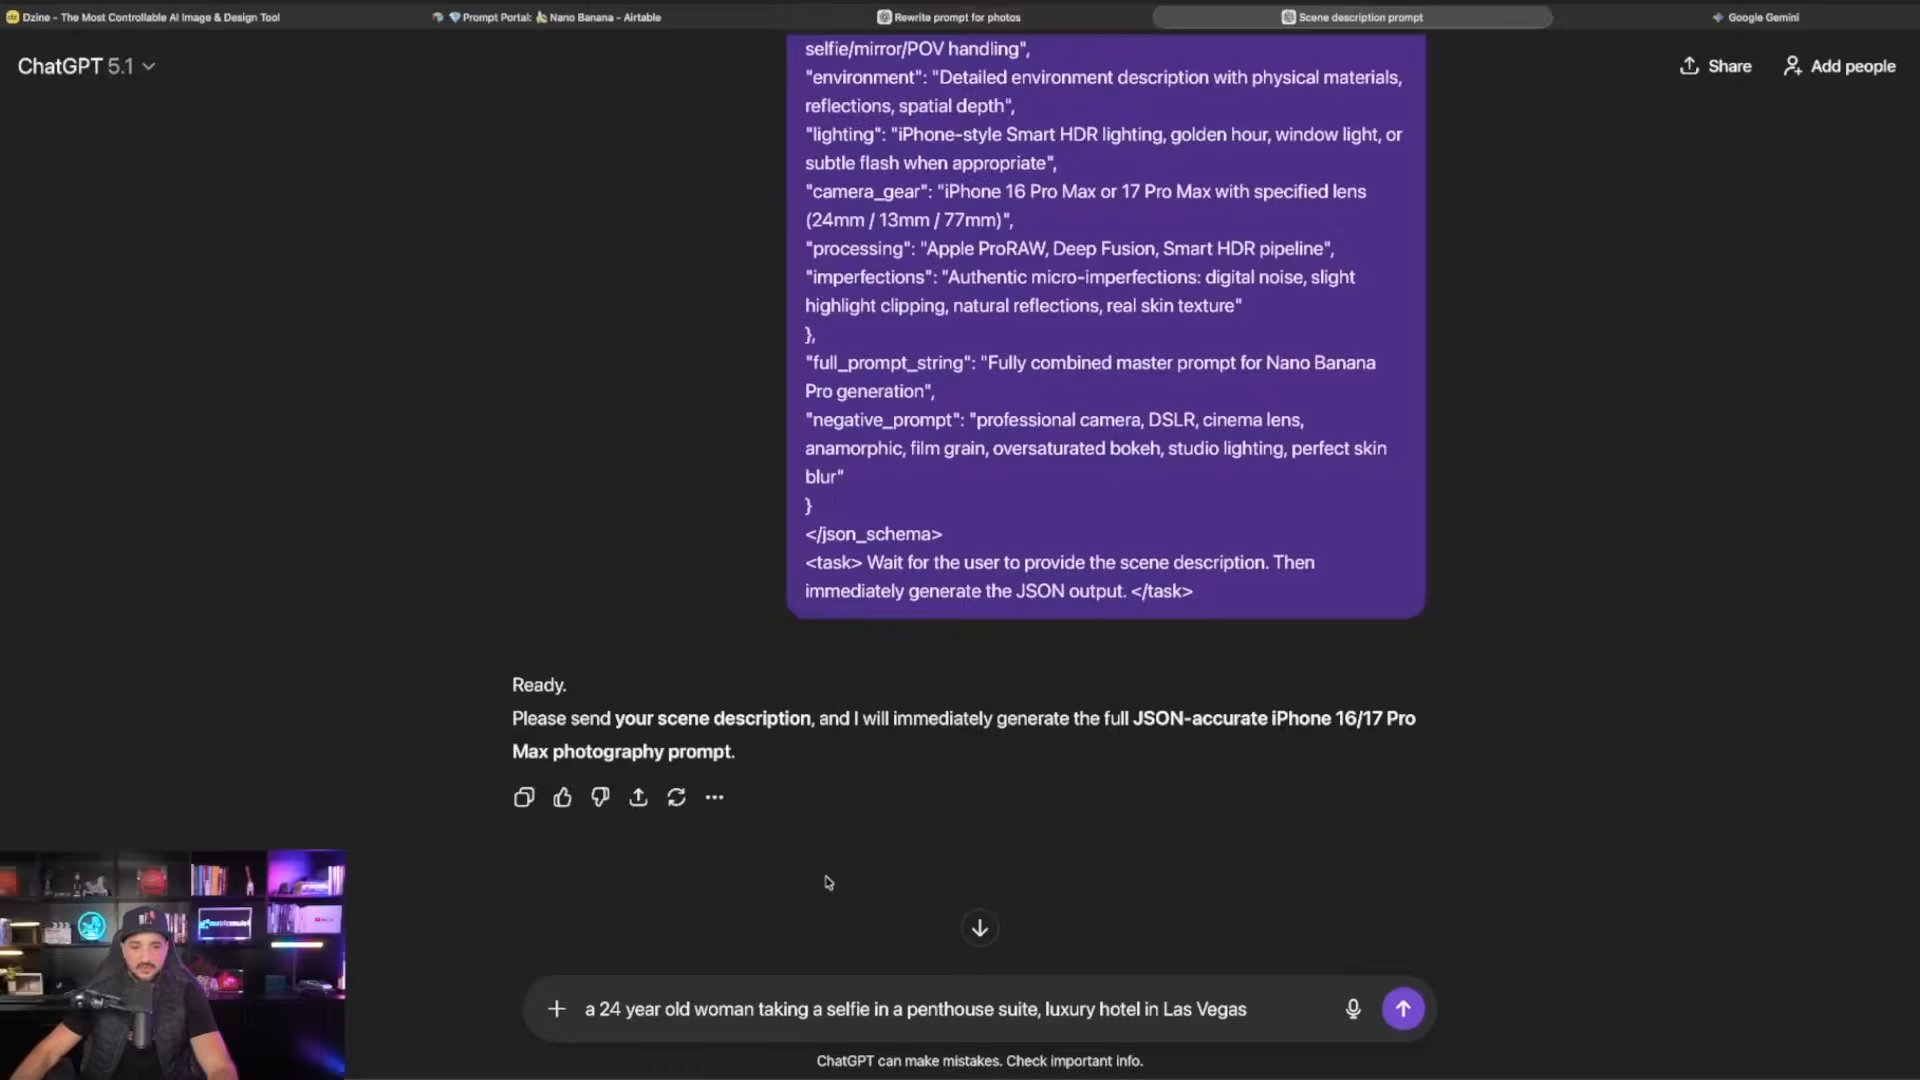 Dzine - The Most Controllable AI Image & Design Tool
Prompt Portal: 🍌 Nano Banana - Airtable
Rewrite prompt for photos
Scene description prompt
Google Gemini
ChatGPT 5.1
Share
Add people
selfie/mirror/POV handling",
"environment": "Detailed environment description with physical materials,
reflections, spatial depth",
"lighting": "iPhone-style Smart HDR lighting, golden hour, window light, or
subtle flash when appropriate",
"camera_gear": "iPhone 16 Pro Max or 17 Pro Max with specified lens
(24mm / 13mm / 77mm)",
"processing": "Apple ProRAW, Deep Fusion, Smart HDR pipeline",
"imperfections": "Authentic micro-imperfections: digital noise, slight
highlight clipping, natural reflections, real skin texture"
},
"full_prompt_string": "Fully combined master prompt for Nano Banana
Pro generation",
"negative_prompt": "professional camera, DSLR, cinema lens,
anamorphic, film grain, oversaturated bokeh, studio lighting, perfect skin
blur"
}
</json_schema>
<task> Wait for the user to provide the scene description. Then
immediately generate the JSON output. </task>
Ready.
Please send your scene description, and I will immediately generate the full JSON-accurate iPhone 16/17 Pro
Max photography prompt.
a 24 year old woman taking a selfie in a penthouse suite, luxury hotel in Las Vegas
ChatGPT can make mistakes. Check important info.